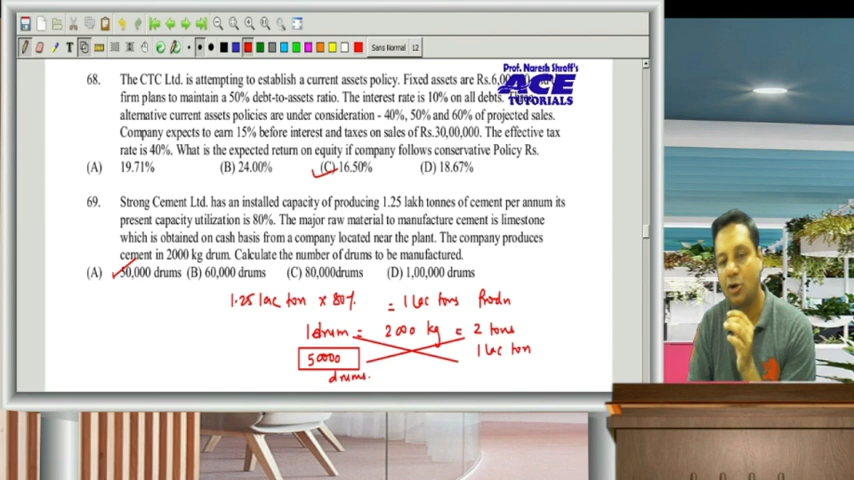 Sans Normal 12
Prof. Naresh Shroff's
ACE
TUTORIALS
68. The CTC Ltd. is attempting to establish a current assets policy. Fixed assets are Rs.6,00
firm plans to maintain a 50% debt-to-assets ratio. The interest rate is 10% on all debts.
alternative current assets policies are under consideration - 40%, 50% and 60% of projected sales.
Company expects to earn 15% before interest and taxes on sales of Rs.30,00,000. The effective tax
rate is 40%. What is the expected return on equity if company follows conservative Policy Rs.
(A) 19.71% (B) 24.00% (C) 16.50% (D) 18.67%
69. Strong Cement Ltd. has an installed capacity of producing 1.25 lakh tonnes of cement per annum its
present capacity utilization is 80%. The major raw material to manufacture cement is limestone
which is obtained on cash basis from a company located near the plant. The company produces
cement in 2000 kg drum. Calculate the number of drums to be manufactured.
(A) 50,000 drums (B) 60,000 drums (C) 80,000drums (D) 1,00,000 drums
1.25 lac ton x 80% = 1 lac tons Prodn
1 drum = 2000 kg = 2 tons
50000 1 lac ton
drums.